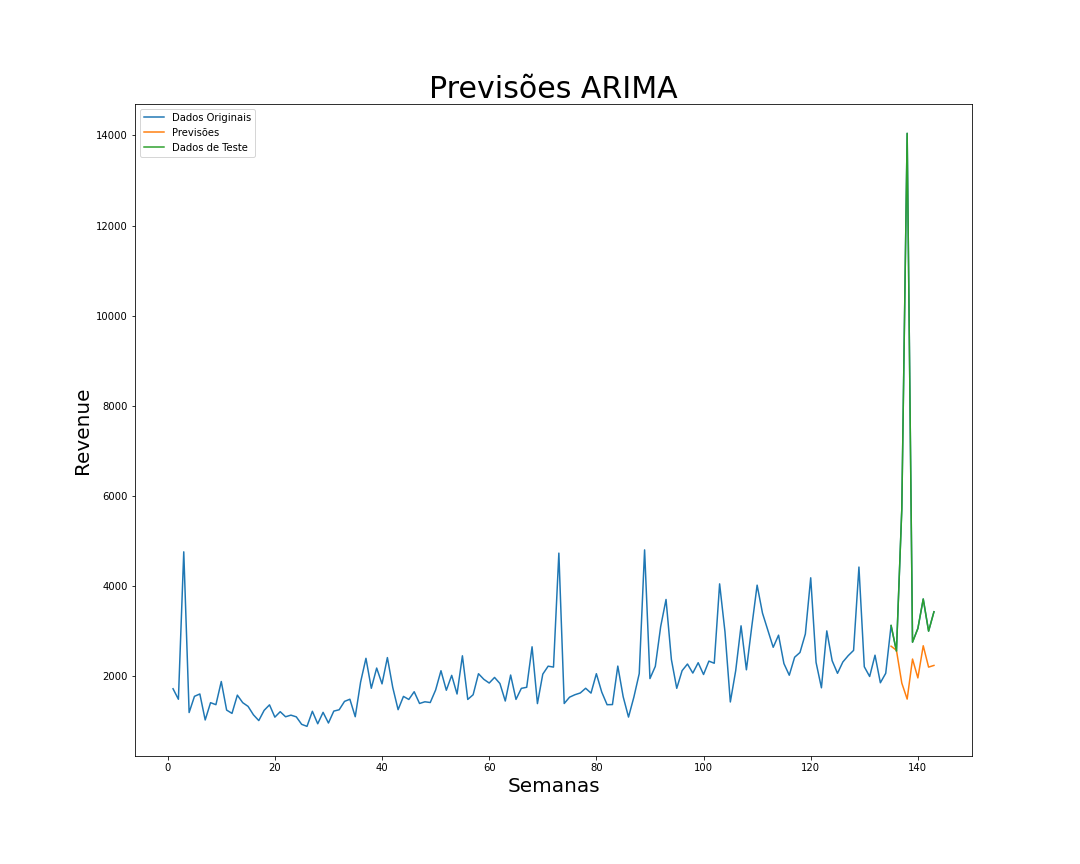 Previsões ARIMA
Dados Originais
Previsões
Dados de Teste
14000
12000
10000
8000
6000
4000
2000
Revenue
0 20 40 60 80 100 120 140
Semanas